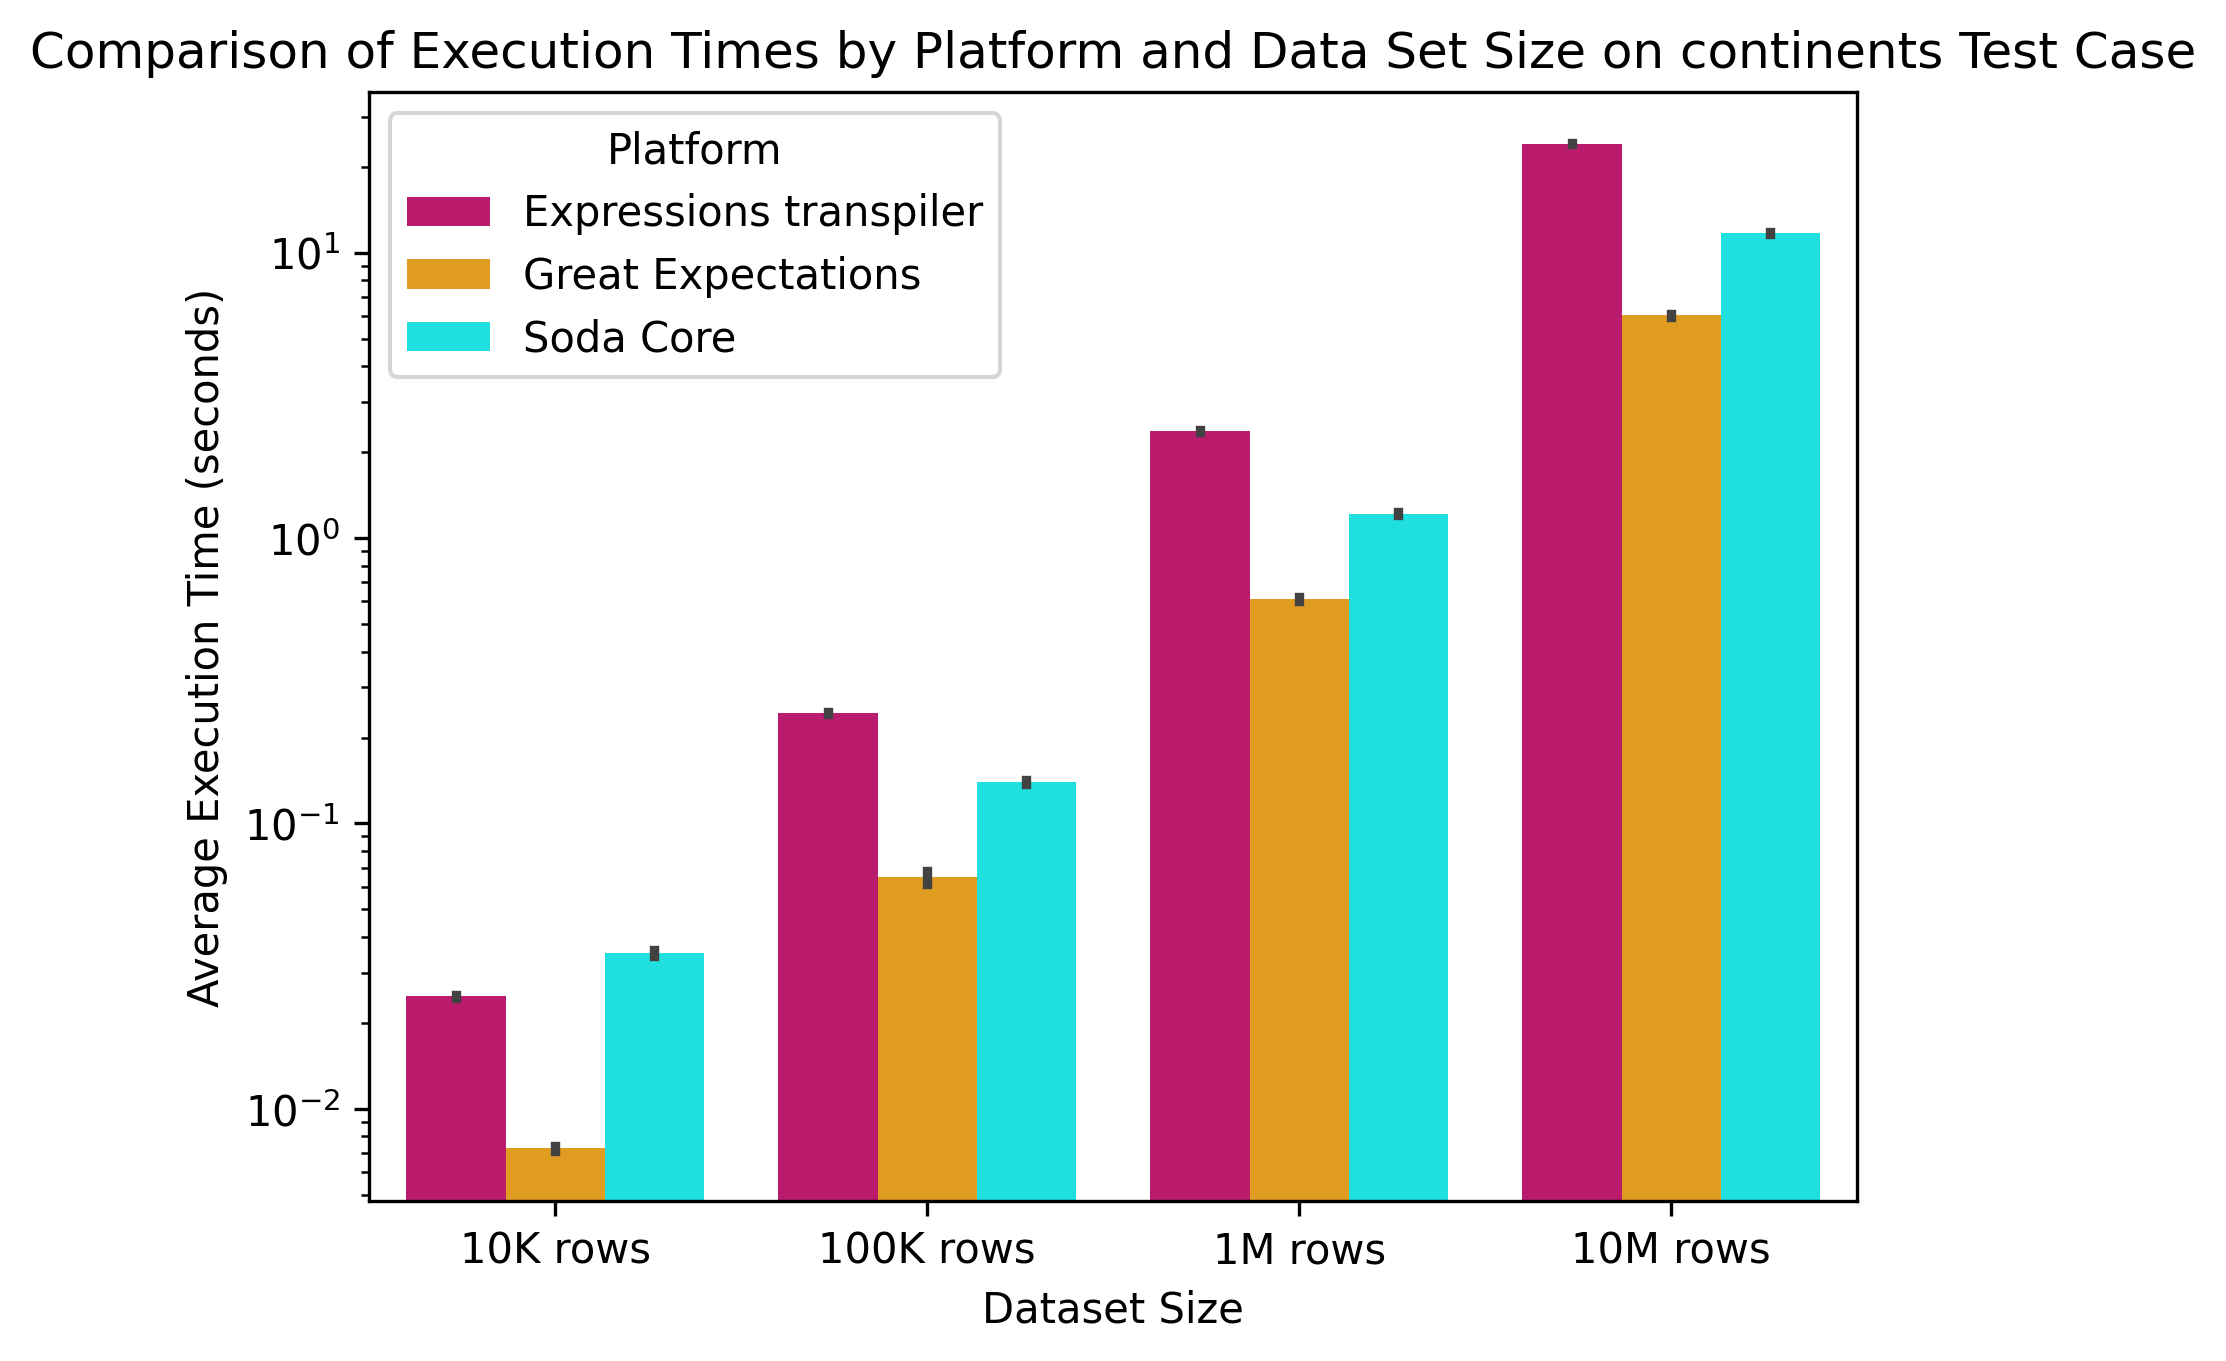 Comparison of Execution Times by Platform and Data Set Size on continents Test Case
Platform
Expressions transpiler
Great Expectations
Soda Core
Average Execution Time (seconds)
10¹
10⁰
10⁻¹
10⁻²
10K rows
100K rows
1M rows
10M rows
Dataset Size